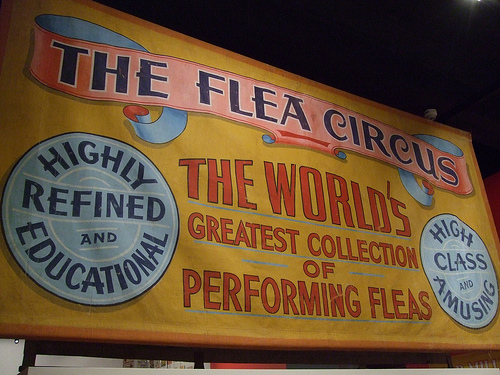 THE FLEA CIRCUS
HIGHLY
REFINED
AND
EDUCATIONAL
THE WORLD'S
GREATEST COLLECTION
OF
PERFORMING FLEAS
HIGH
CLASS
AND
AMUSING